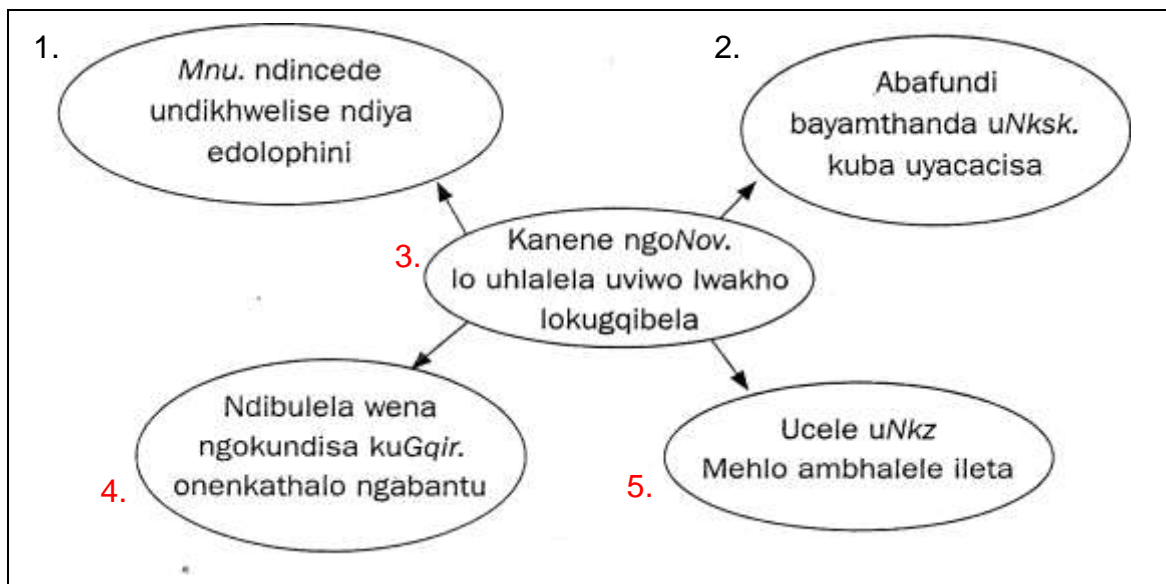 1.
Mnu. ndincede
undikhwelise ndiya
edolophini
2.
Abafundi
bayamthanda uNksk.
kuba uyacacisa
3.
Kanene ngoNov.
lo uhlalela uviwo lwakho
lokugqibela
4.
Ndibulela wena
ngokundisa kuGqir.
onenkathalo ngabantu
5.
Ucele uNkz
Mehlo ambhalele ileta